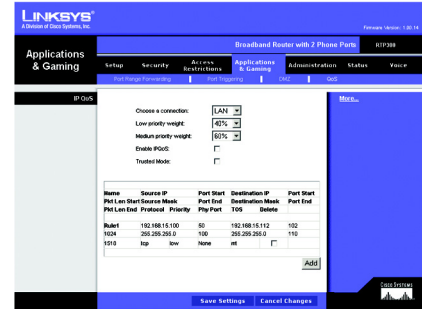 LINKSYS®
A Division of Cisco Systems, Inc.
Firmware Version: 1.00.14
Broadband Router with 2 Phone Ports RTP300
Applications & Gaming
Setup Security Access Restrictions Applications & Gaming Administration Status Voice
Port Range Forwarding Port Triggering DMZ QoS
IP QoS
More...
Choose a connection: LAN
Low priority weight: 40%
Medium priority weight: 60%
Enable IPQoS:
Trusted Mode:
Name Source IP Port Start Destination IP Port Start
Pkt Len Start Source Mask Port End Destination Mask Port End
Pkt Len End Protocol Priority Phy Port TOS Delete
Rule1 192.168.15.100 50 192.168.15.112 102
1024 255.255.255.0 100 255.255.255.0 110
1510 tcp low None mt
Add
Save Settings Cancel Changes
CISCO SYSTEMS